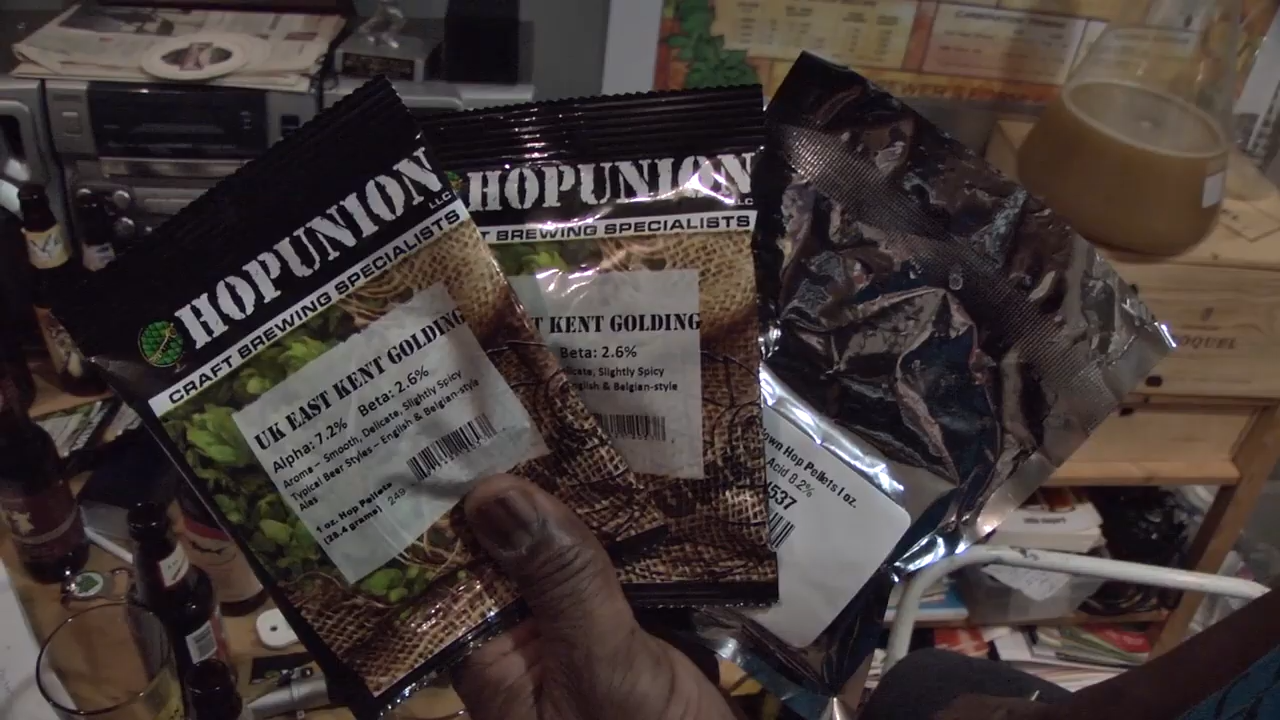 HOPUNION
LLC
CRAFT BREWING SPECIALISTS
UK EAST KENT GOLDING
Alpha: 7.2% Beta: 2.6%
Aroma – Smooth, Delicate, Slightly Spicy
Typical Beer Styles – English & Belgian-style
Ales
1 oz. Hop Pellets
(28.4 grams) 249
HOPUNION
LLC
T BREWING SPECIALISTS
T KENT GOLDING
Beta: 2.6%
licate, Slightly Spicy
English & Belgian-style
own Hop Pellets 1 oz.
Acid 8.2%
537
OQUEL